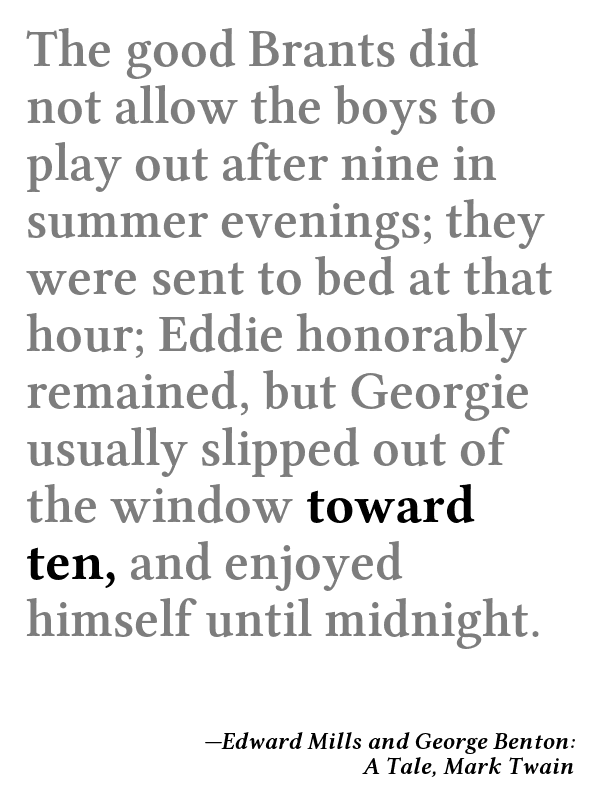 The good Brants did
not allow the boys to
play out after nine in
summer evenings; they
were sent to bed at that
hour; Eddie honorably
remained, but Georgie
usually slipped out of
the window toward
ten, and enjoyed
himself until midnight.
—Edward Mills and George Benton:
A Tale, Mark Twain